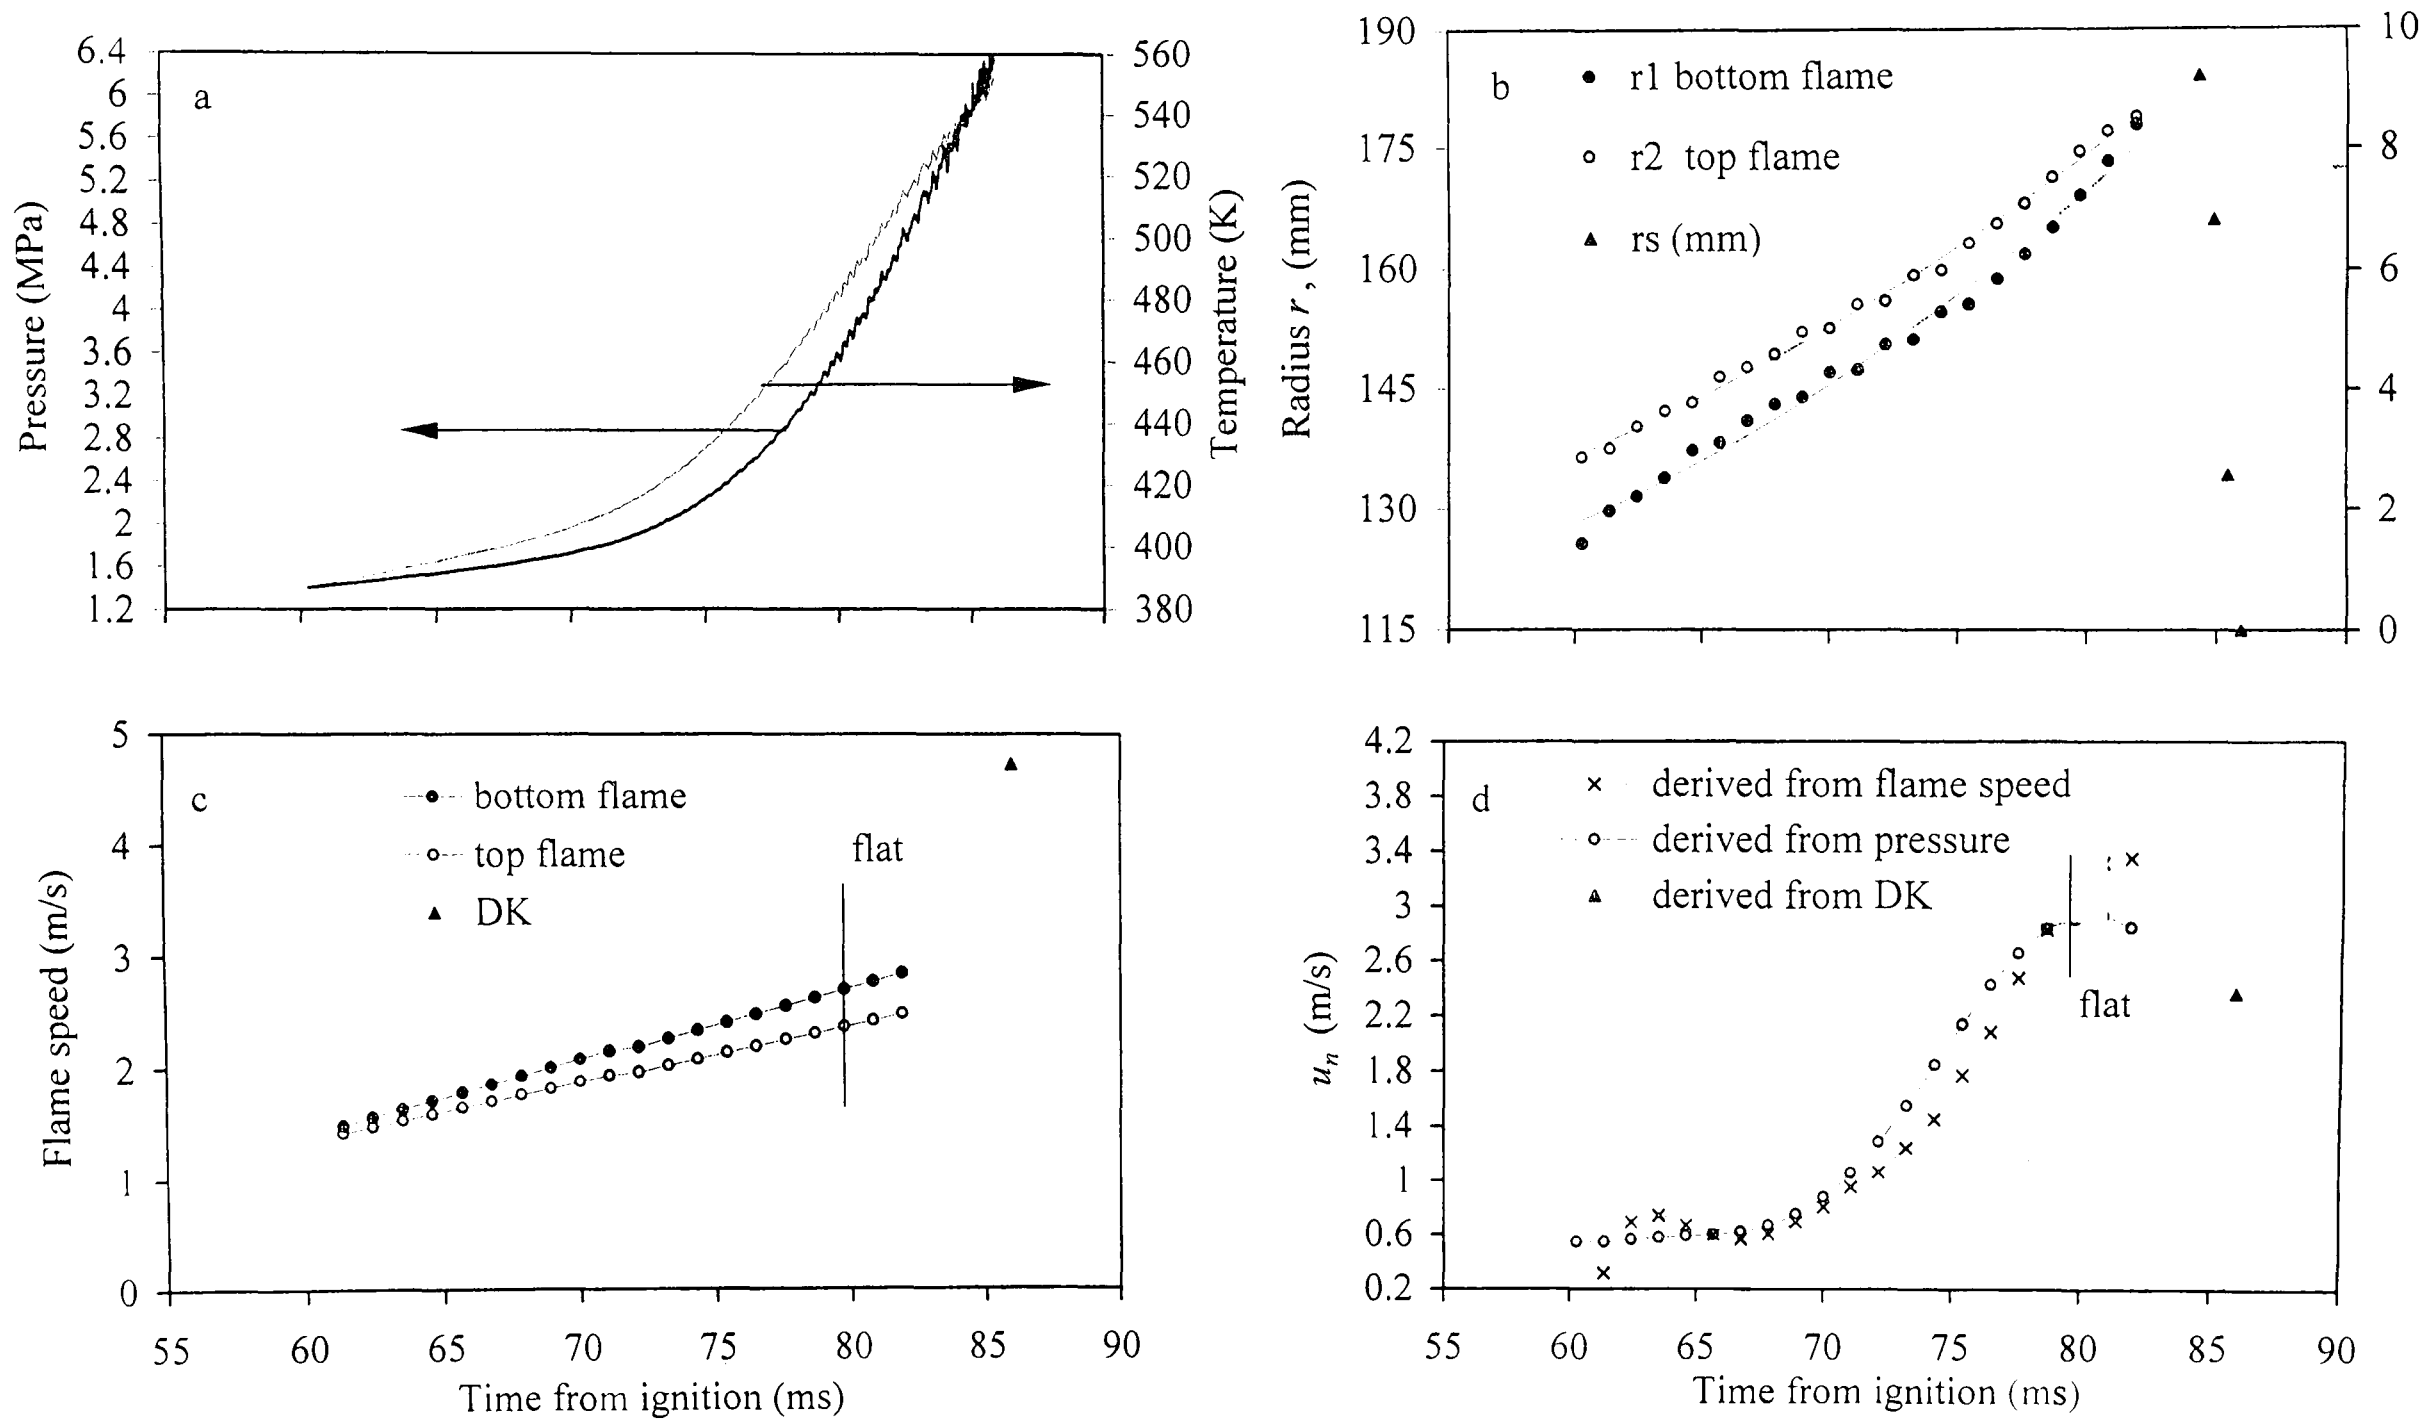 6.4
6
5.6
5.2
4.8
4.4
4
3.6
3.2
2.8
2.4
2
1.6
1.2
Pressure (MPa)
a
560
540
520
500
480
460
440
420
400
380
Temperature (K)
190
175
160
145
130
115
Radius r , (mm)
b
r1 bottom flame
r2 top flame
rs (mm)
10
8
6
4
2
0
5
4
3
2
1
0
Flame speed (m/s)
c
bottom flame
top flame
DK
flat
55 60 65 70 75 80 85 90
Time from ignition (ms)
4.2
3.8
3.4
3
2.6
2.2
1.8
1.4
1
0.6
0.2
un (m/s)
d
derived from flame speed
derived from pressure
derived from DK
flat
55 60 65 70 75 80 85 90
Time from ignition (ms)